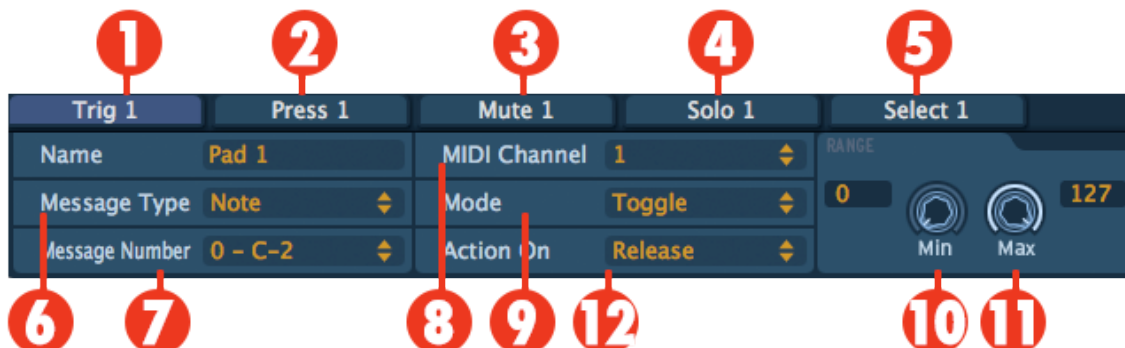 1 2 3 4 5
Trig 1 Press 1 Mute 1 Solo 1 Select 1
Name Pad 1 MIDI Channel 1 RANGE
Message Type Note Mode Toggle 0 127
Message Number 0 – C–2 Action On Release Min Max
6 7 8 9 12 10 11